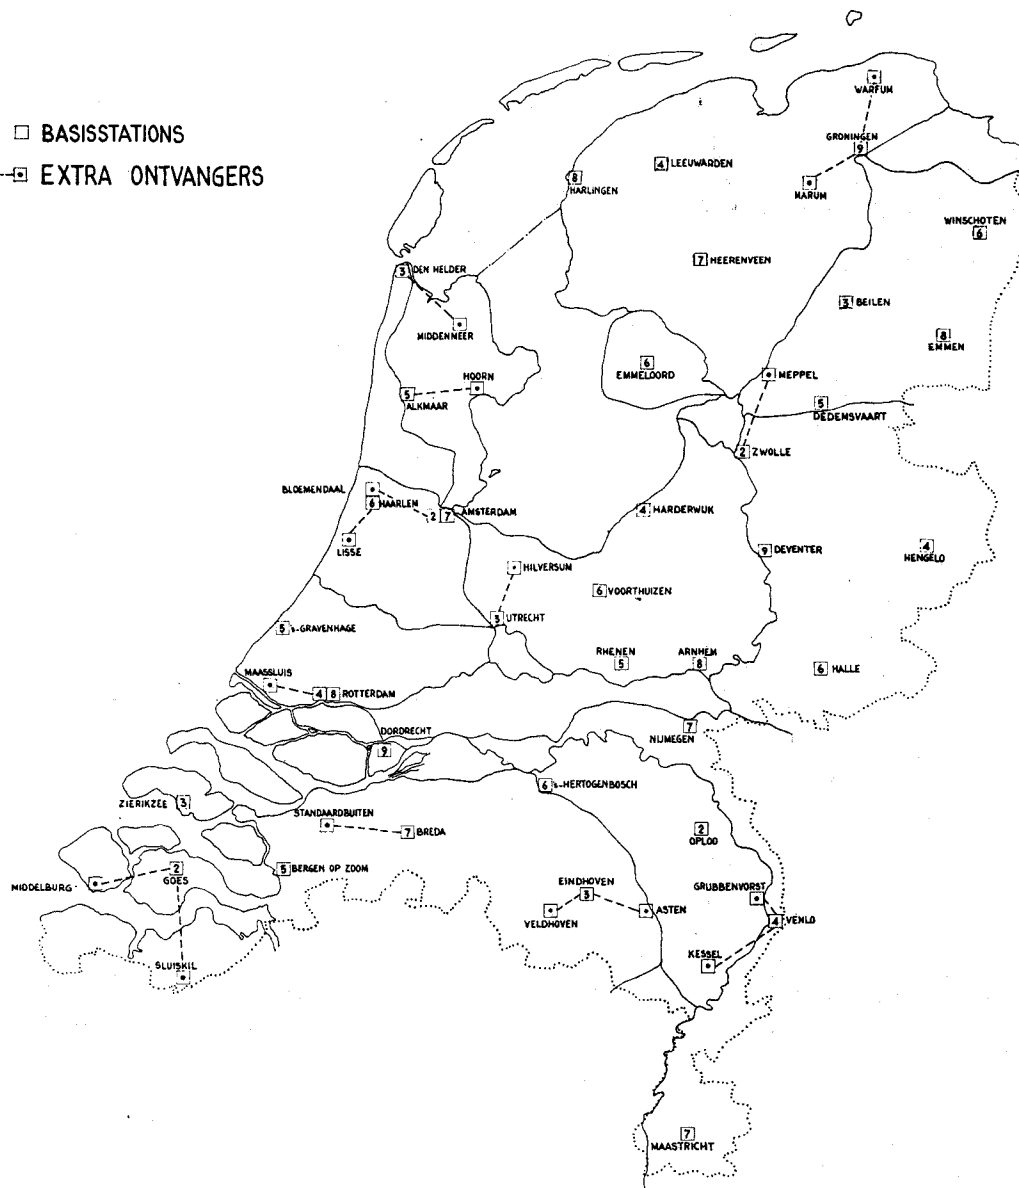 BASISSTATIONS
EXTRA ONTVANGERS
WARFUM
GRONINGEN
9
4 LEEUWARDEN
8
HARLINGEN
MARUM
WINSCHOTEN
6
7 HEERENVEEN
3 DEN HELDER
3 BEILEN
MIDDENMEER
8
EMMEN
6
EMMELOORD
MEPPEL
HOORN
5
ALKMAAR
5
DEDEMSVAART
2 ZWOLLE
BLOEMENDAAL
6 HAARLEM
2 7 AMSTERDAM
4 HARDERWIJK
LISSE
9 DEVENTER
4
HENGELO
HILVERSUM
6 VOORTHUIZEN
3 UTRECHT
5 's-GRAVENHAGE
RHENEN
5
ARNHEM
8
6 HALLE
MAASSLUIS
4 8 ROTTERDAM
DORDRECHT
9
7
NIJMEGEN
6 's-HERTOGENBOSCH
ZIERIKZEE 3
STANDAARDBUITEN
7 BREDA
2
OPLOO
5 BERGEN OP ZOOM
2
GOES
MIDDELBURG
EINDHOVEN
3
GRUBBENVORST
VELDHOVEN
ASTEN
4 VENLO
KESSEL
SLUISKIL
7
MAASTRICHT